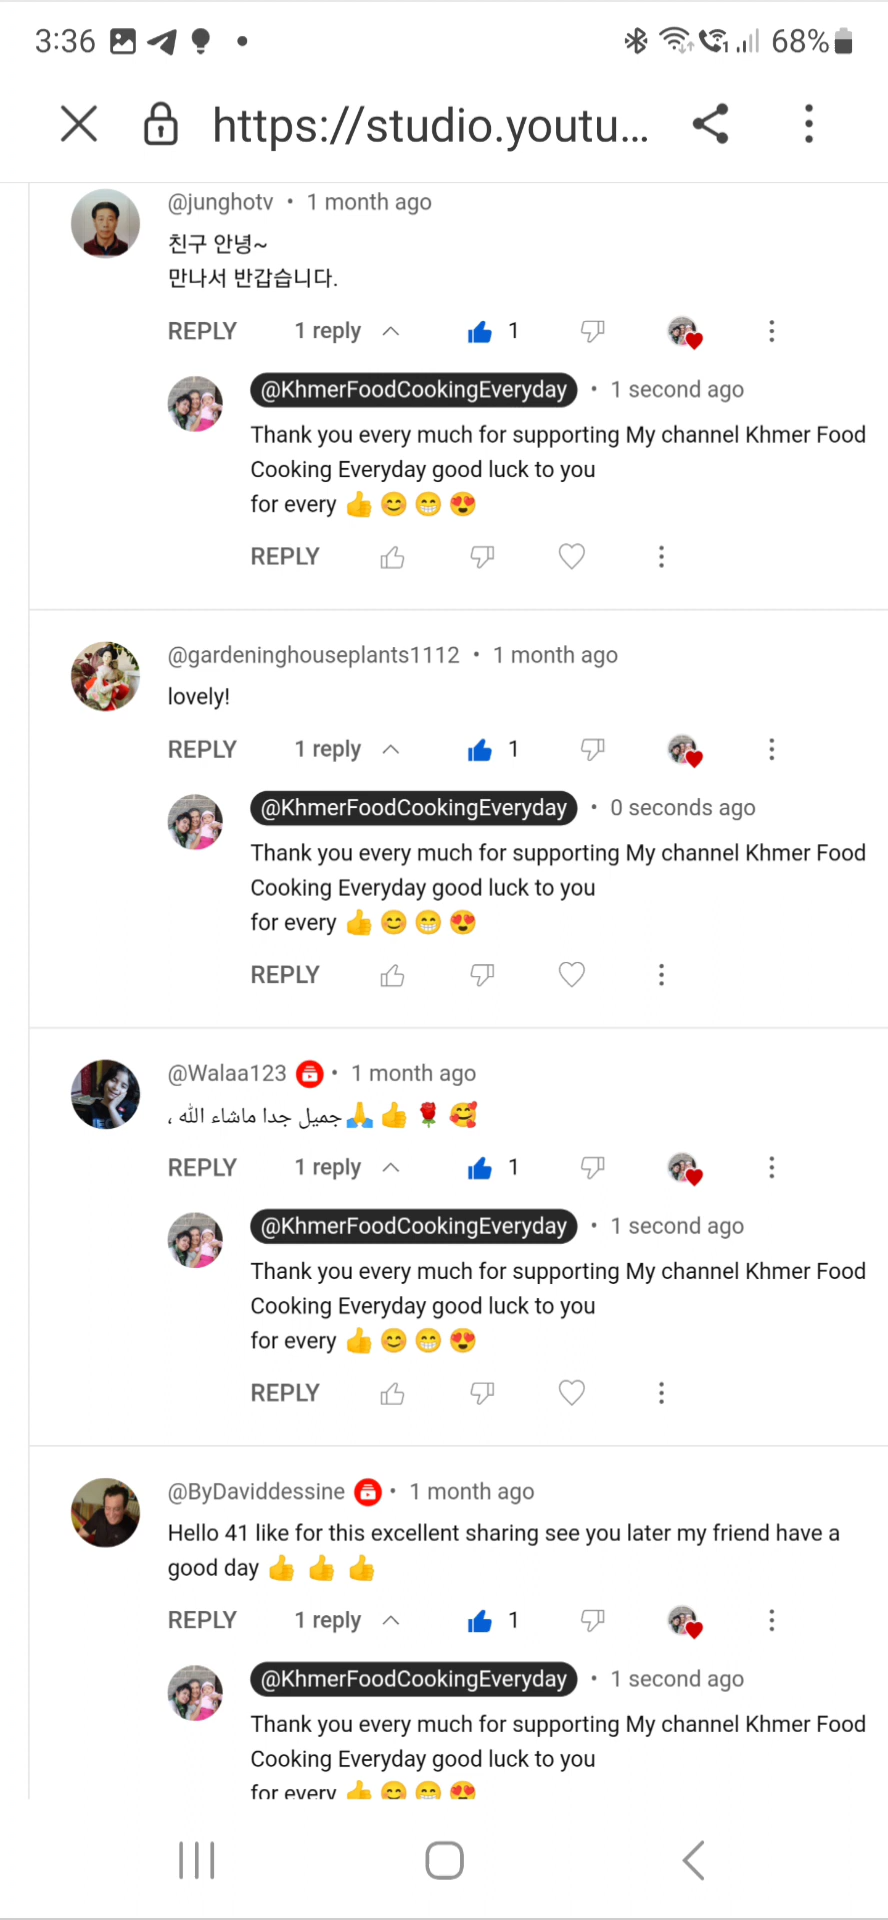 3:36
68%
https://studio.youtu...
@junghotv • 1 month ago
친구 안녕~
만나서 반갑습니다.
REPLY 1 reply 1
@KhmerFoodCookingEveryday • 1 second ago
Thank you every much for supporting My channel Khmer Food
Cooking Everyday good luck to you
for every 👍😊😁😍
REPLY
@gardeninghouseplants1112 • 1 month ago
lovely!
REPLY 1 reply 1
@KhmerFoodCookingEveryday • 0 seconds ago
Thank you every much for supporting My channel Khmer Food
Cooking Everyday good luck to you
for every 👍😊😁😍
REPLY
@Walaa123 • 1 month ago
جميل جدا ماشاء الله ، 🙏👍🌹🥰
REPLY 1 reply 1
@KhmerFoodCookingEveryday • 1 second ago
Thank you every much for supporting My channel Khmer Food
Cooking Everyday good luck to you
for every 👍😊😁😍
REPLY
@ByDaviddessine • 1 month ago
Hello 41 like for this excellent sharing see you later my friend have a
good day 👍👍👍
REPLY 1 reply 1
@KhmerFoodCookingEveryday • 1 second ago
Thank you every much for supporting My channel Khmer Food
Cooking Everyday good luck to you
for every 👍😊😁😍